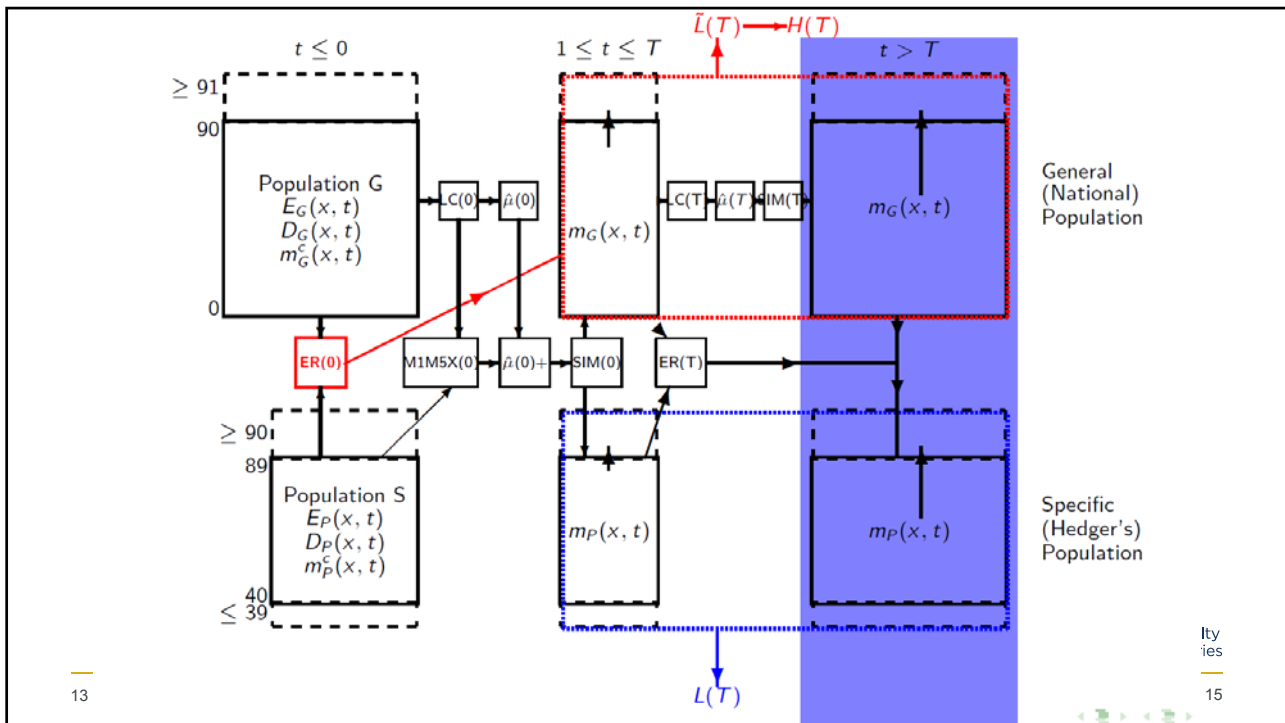 L̃(T) → H(T)
t ≤ 0
1 ≤ t ≤ T
t > T
≥ 91
90
Population G
E_G(x, t)
D_G(x, t)
m^c_G(x, t)
0
LC(0)
μ̂(0)
m_G(x, t)
LC(T)
μ̂(T)
SIM(T)
m_G(x, t)
General
(National)
Population
ER(0)
M1M5X(0)
μ̂(0)+
SIM(0)
ER(T)
≥ 90
89
Population S
E_P(x, t)
D_P(x, t)
m^c_P(x, t)
40
≤ 39
m_P(x, t)
m_P(x, t)
Specific
(Hedger's)
Population
L(T)
lty
ries
13
15